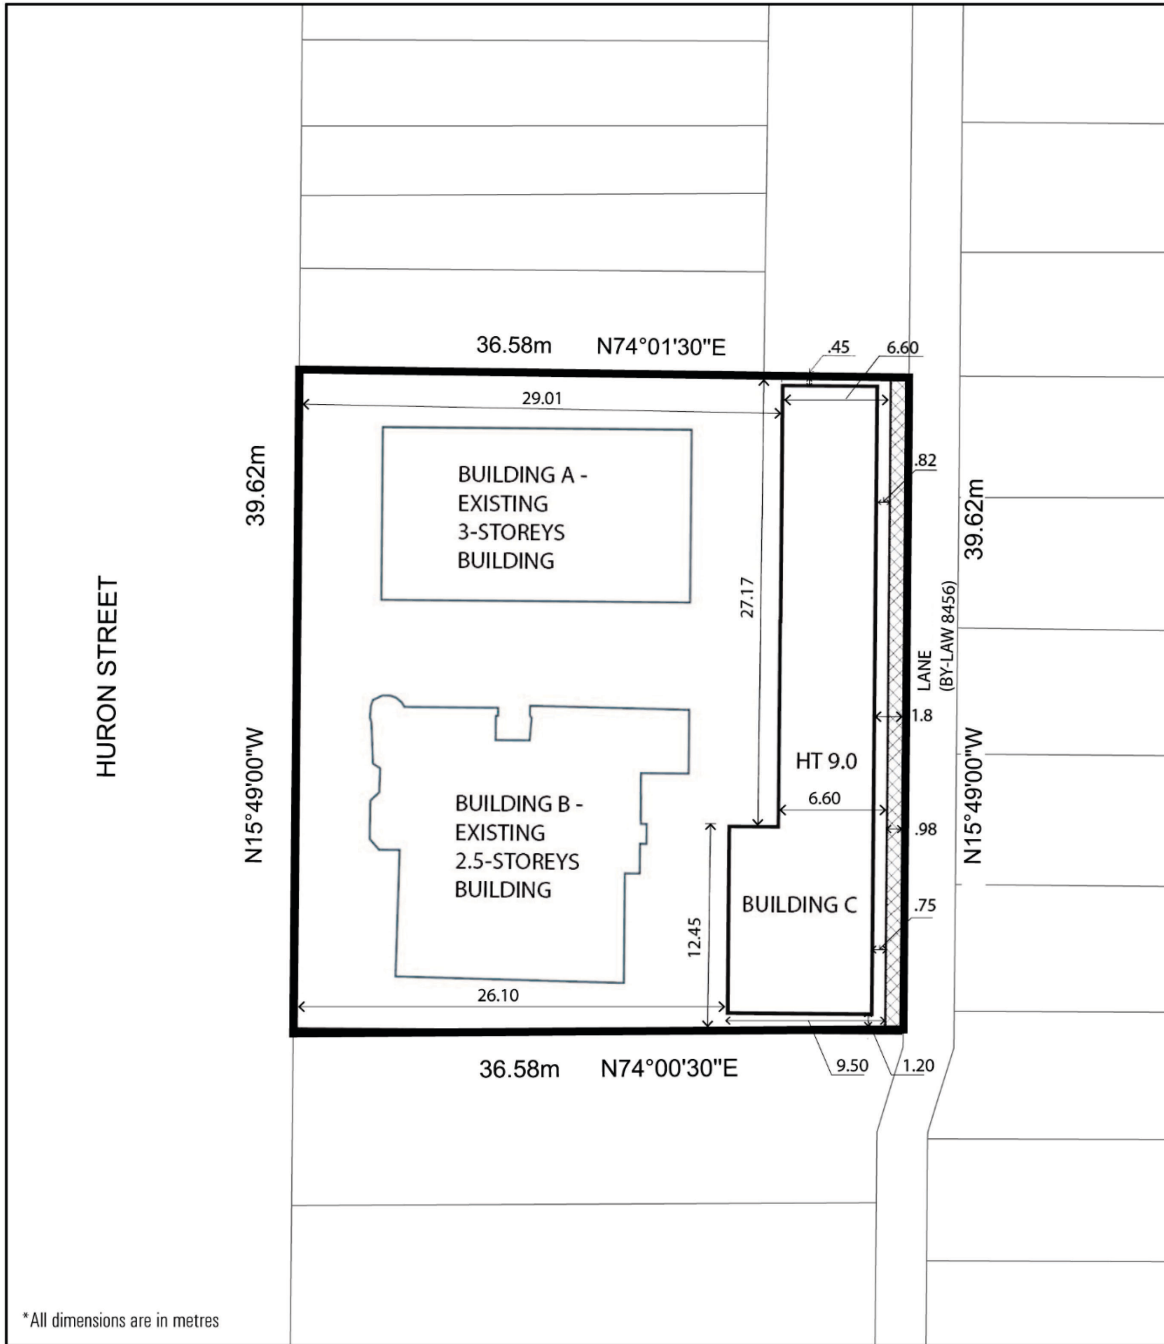 36.58m N74°01'30"E
.45
6.60
29.01
39.62m
BUILDING A -
EXISTING
3-STOREYS
BUILDING
.82
39.62m
27.17
HURON STREET
LANE
(BY-LAW 8456)
1.8
N15°49'00"W
HT 9.0
6.60
BUILDING B -
EXISTING
2.5-STOREYS
BUILDING
.98
N15°49'00"W
BUILDING C
.75
12.45
26.10
36.58m N74°00'30"E
9.50
1.20
*All dimensions are in metres